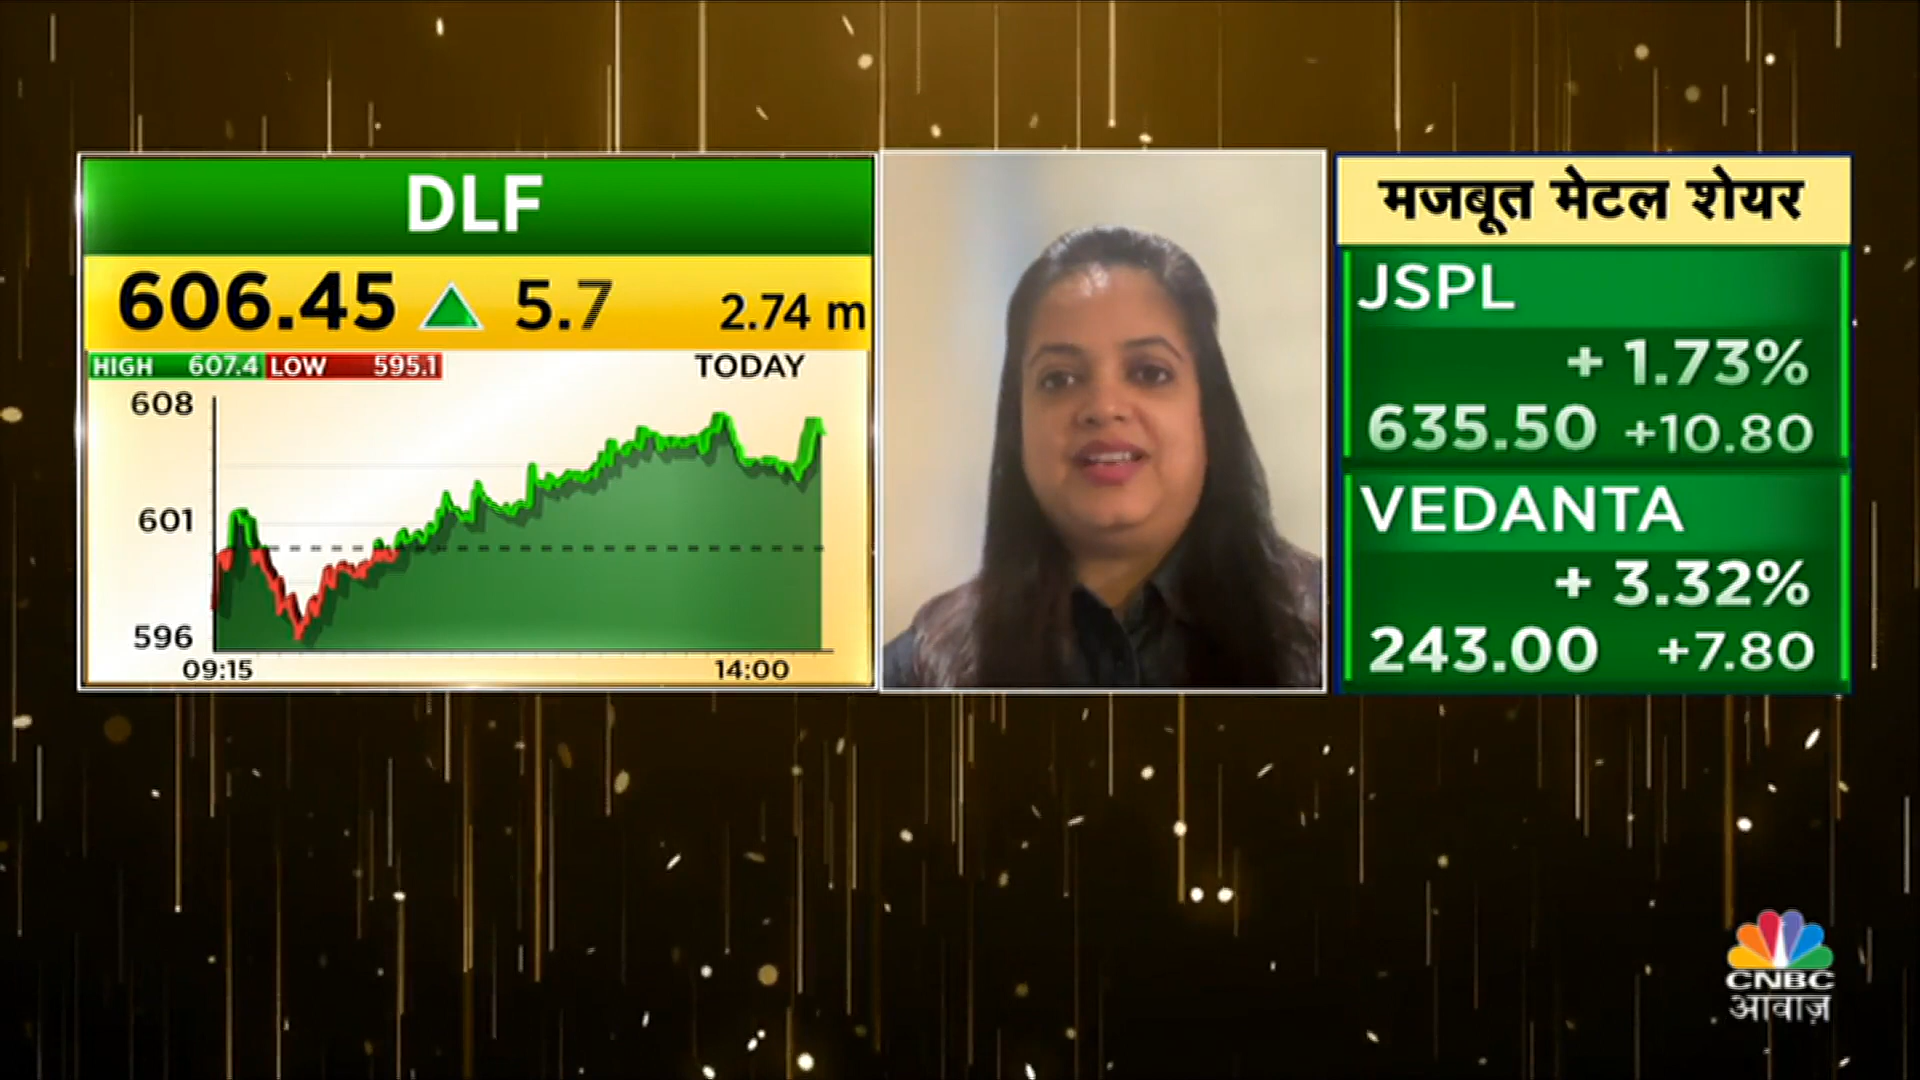 DLF
606.45 5.7 2.74 m
HIGH 607.4 LOW 595.1 TODAY
608
601
596
09:15 14:00
मजबूत मेटल शेयर
JSPL
+ 1.73%
635.50 +10.80
VEDANTA
+ 3.32%
243.00 +7.80
CNBC
आवाज़